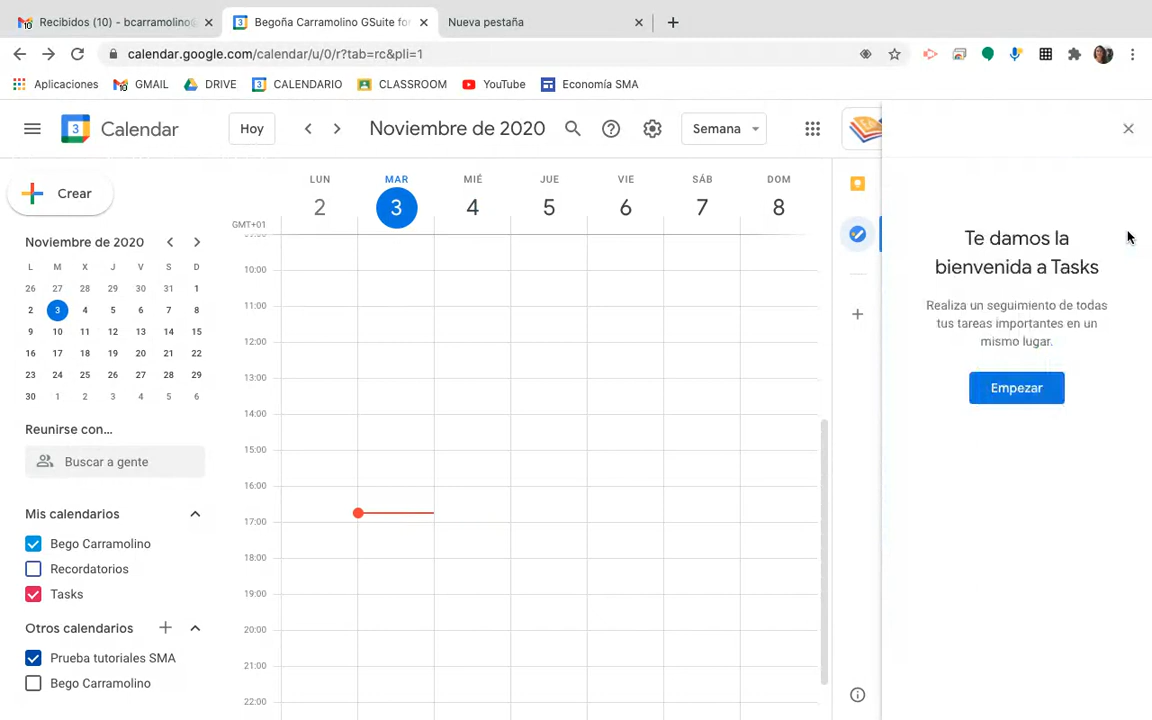 Recibidos (10) - bcarramolino@
Begoña Carramolino GSuite for
Nueva pestaña
calendar.google.com/calendar/u/0/r?tab=rc&pli=1
Aplicaciones
GMAIL
DRIVE
CALENDARIO
CLASSROOM
YouTube
Economía SMA
Calendar
Hoy
Noviembre de 2020
Semana
Crear
Noviembre de 2020
L M X J V S D
26 27 28 29 30 31 1
2 3 4 5 6 7 8
9 10 11 12 13 14 15
16 17 18 19 20 21 22
23 24 25 26 27 28 29
30 1 2 3 4 5 6
Reunirse con...
Buscar a gente
Mis calendarios
Bego Carramolino
Recordatorios
Tasks
Otros calendarios
Prueba tutoriales SMA
Bego Carramolino
LUN MAR MIÉ JUE VIE SÁB DOM
2 3 4 5 6 7 8
GMT+01
10:00
11:00
12:00
13:00
14:00
15:00
16:00
17:00
18:00
19:00
20:00
21:00
22:00
Te damos la
bienvenida a Tasks
Realiza un seguimiento de todas
tus tareas importantes en un
mismo lugar.
Empezar